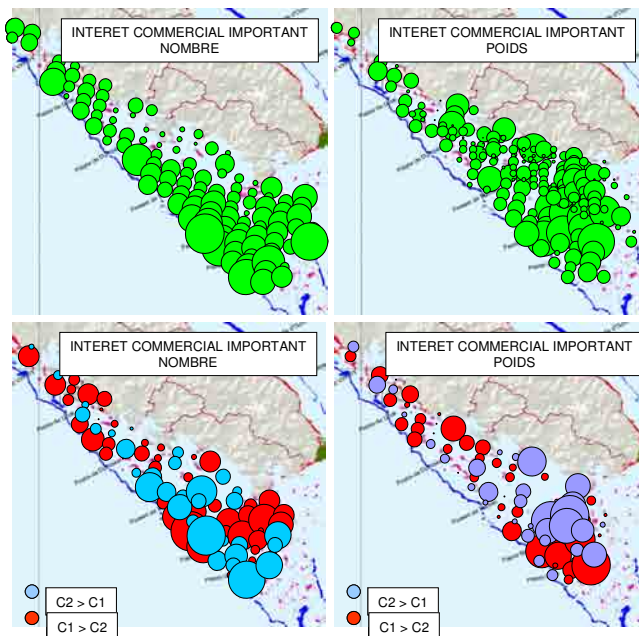 INTERET COMMERCIAL IMPORTANT
NOMBRE
INTERET COMMERCIAL IMPORTANT
POIDS
INTERET COMMERCIAL IMPORTANT
NOMBRE
INTERET COMMERCIAL IMPORTANT
POIDS
C2 > C1
C1 > C2
C2 > C1
C1 > C2